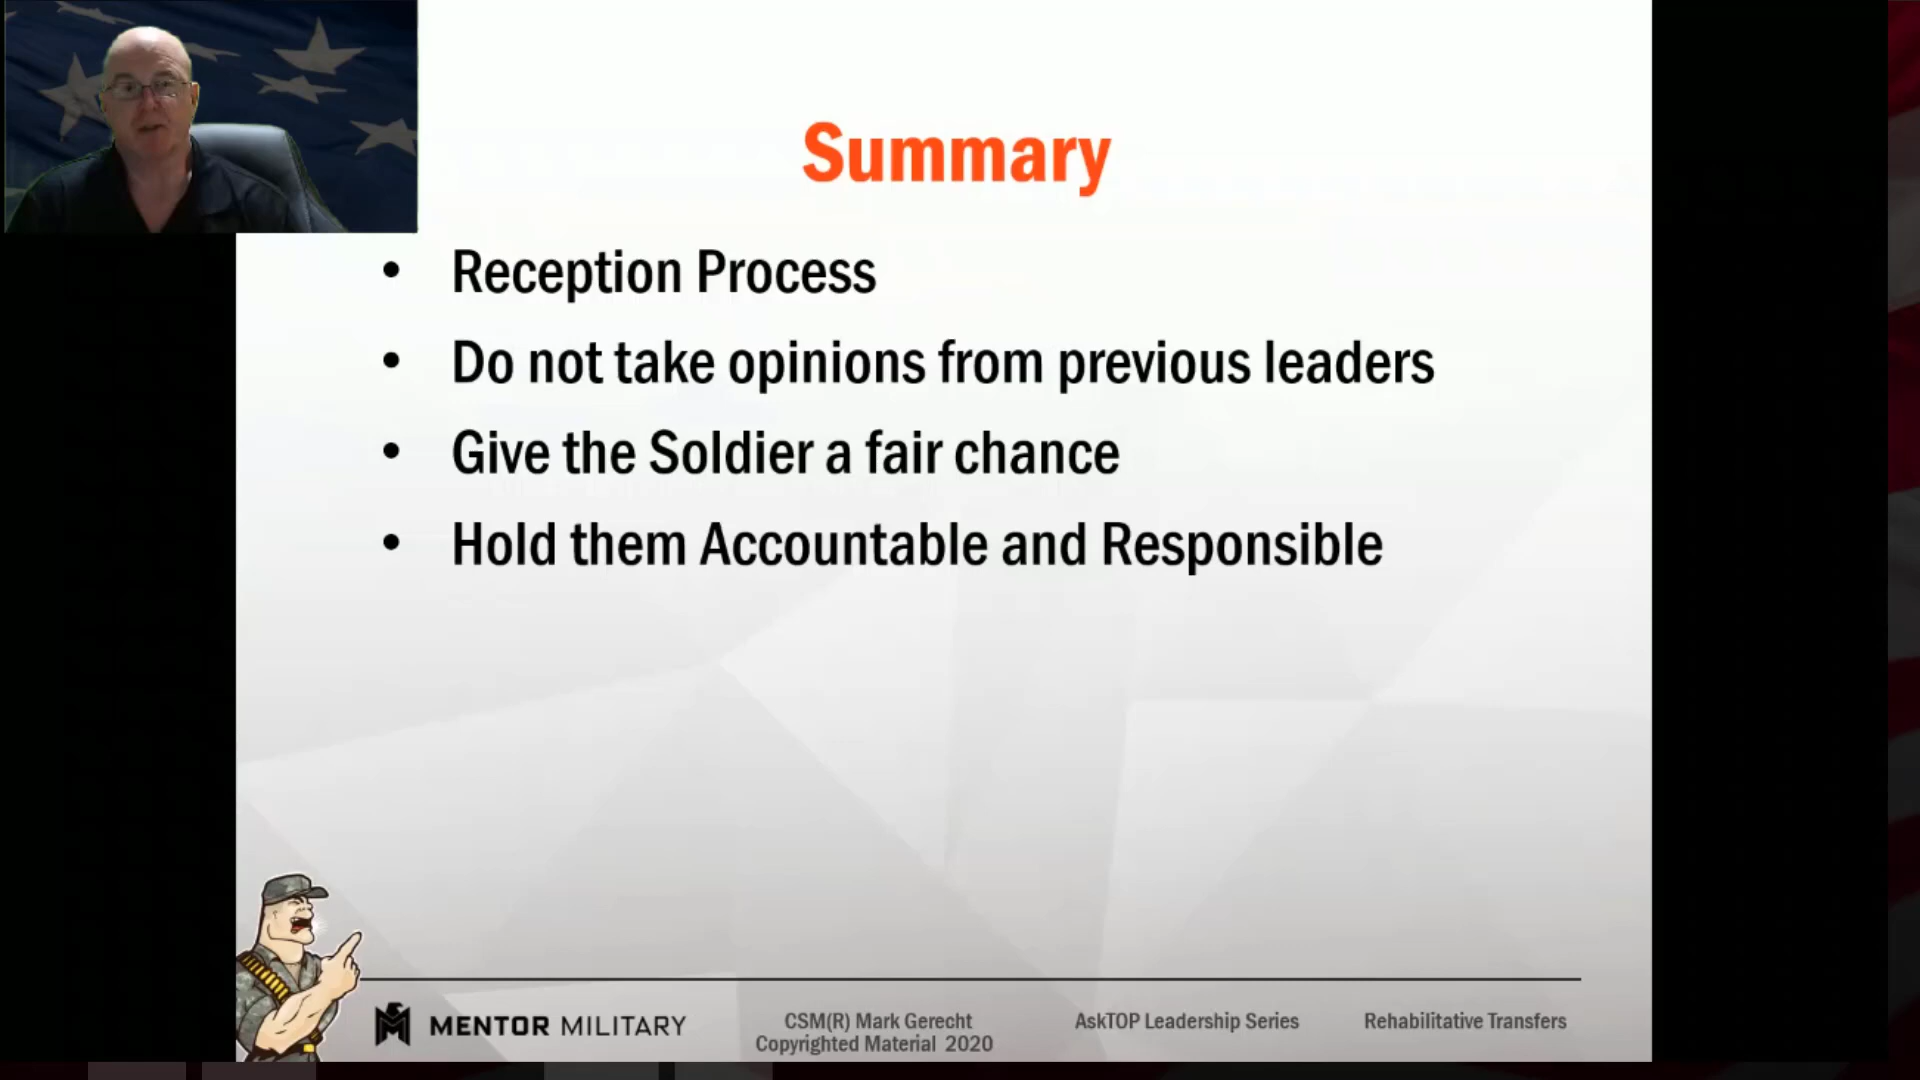 Summary
• Reception Process
• Do not take opinions from previous leaders
• Give the Soldier a fair chance
• Hold them Accountable and Responsible
MENTOR MILITARY
CSM(R) Mark Gerecht
Copyrighted Material 2020
AskTOP Leadership Series
Rehabilitative Transfers